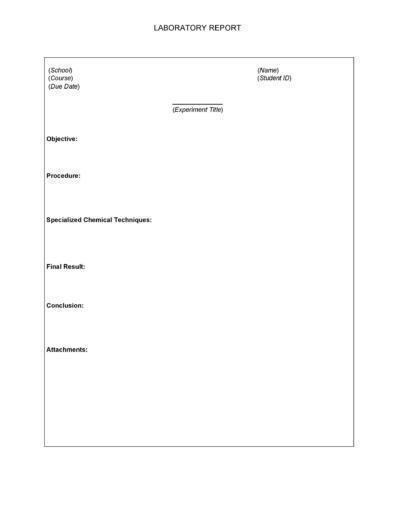 LABORATORY REPORT
(School) (Name)
(Course) (Student ID)
(Due Date)
(Experiment Title)
Objective:
Procedure:
Specialized Chemical Techniques:
Final Result:
Conclusion:
Attachments: